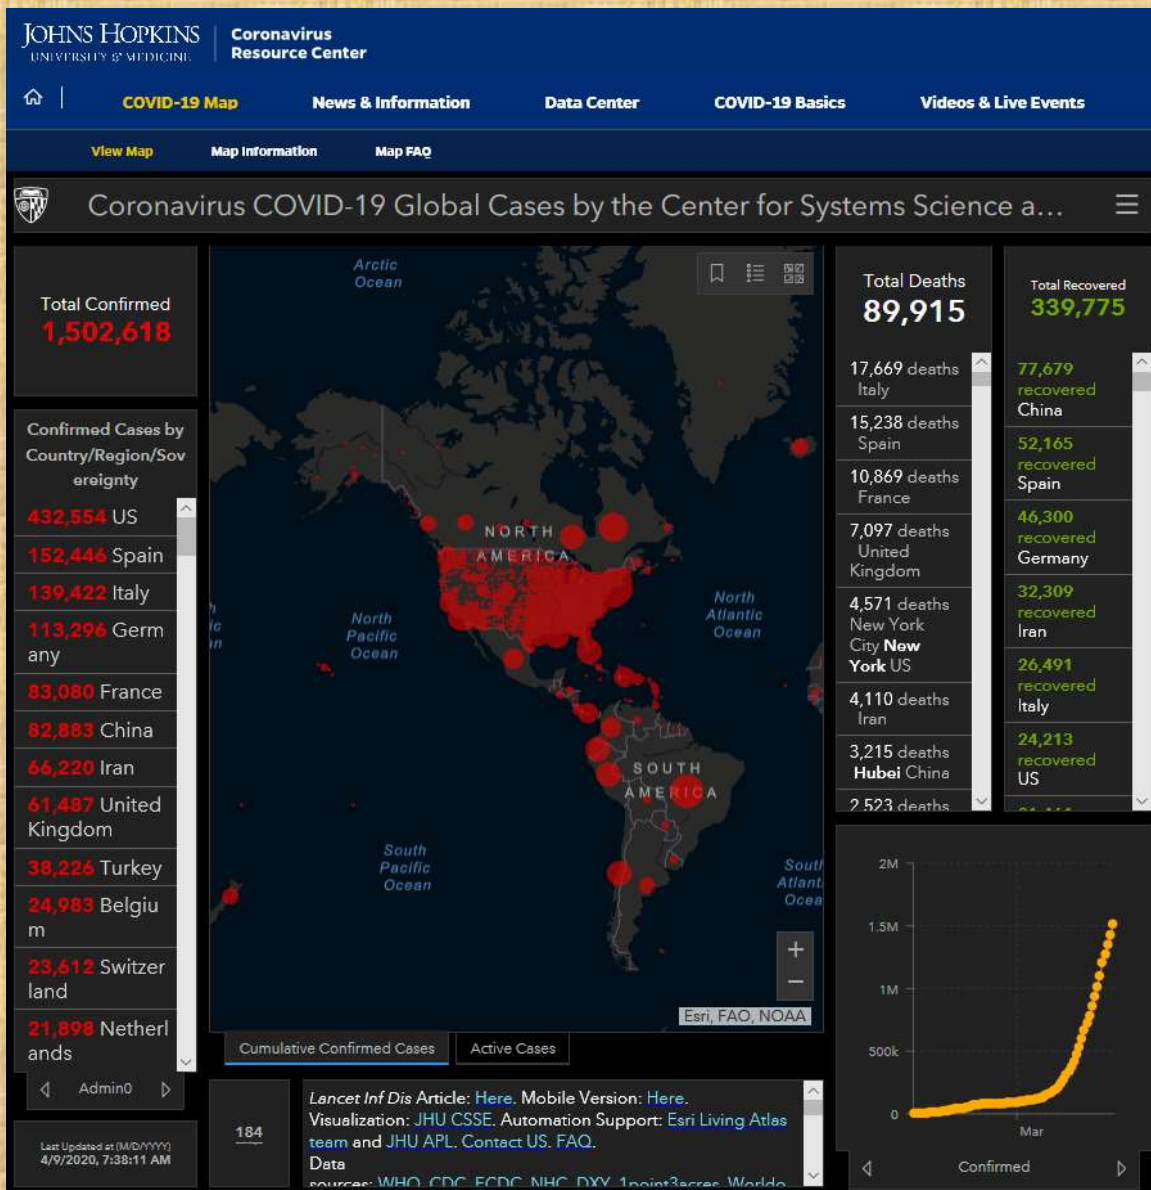 JOHNS HOPKINS
UNIVERSITY & MEDICINE
Coronavirus
Resource Center
COVID-19 Map
News & Information
Data Center
COVID-19 Basics
Videos & Live Events
View Map
Map Information
Map FAQ
Coronavirus COVID-19 Global Cases by the Center for Systems Science a...
Total Confirmed
1,502,618
Confirmed Cases by
Country/Region/Sov
ereignty
432,554 US
152,446 Spain
139,422 Italy
113,296 Germ
any
83,080 France
82,883 China
66,220 Iran
61,487 United
Kingdom
38,226 Turkey
24,983 Belgiu
m
23,612 Switzer
land
21,898 Netherl
ands
Admin0
Last Updated at (M/D/YYYY)
4/9/2020, 7:38:11 AM
Arctic
Ocean
NORTH
AMERICA
North
Pacific
Ocean
North
Atlantic
Ocean
SOUTH
AMERICA
South
Pacific
Ocean
South
Atlant
Ocea
+
−
Esri, FAO, NOAA
Cumulative Confirmed Cases
Active Cases
184
Lancet Inf Dis Article: Here. Mobile Version: Here.
Visualization: JHU CSSE. Automation Support: Esri Living Atlas
team and JHU APL. Contact US. FAQ.
Data
sources: WHO, CDC, ECDC, NHC, DXY, 1point3acres, Worldo
Total Deaths
89,915
17,669 deaths
Italy
15,238 deaths
Spain
10,869 deaths
France
7,097 deaths
United
Kingdom
4,571 deaths
New York
City New
York US
4,110 deaths
Iran
3,215 deaths
Hubei China
2,523 deaths
Total Recovered
339,775
77,679
recovered
China
52,165
recovered
Spain
46,300
recovered
Germany
32,309
recovered
Iran
26,491
recovered
Italy
24,213
recovered
US
2M
1.5M
1M
500k
0
Mar
Confirmed